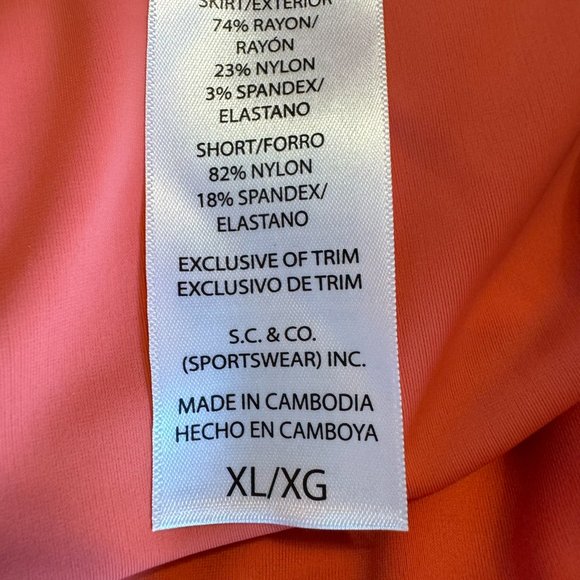 SKIRT/EXTERIOR
74% RAYON/
RAYÓN
23% NYLON
3% SPANDEX/
ELASTANO
SHORT/FORRO
82% NYLON
18% SPANDEX/
ELASTANO
EXCLUSIVE OF TRIM
EXCLUSIVO DE TRIM
S.C. & CO.
(SPORTSWEAR) INC.
MADE IN CAMBODIA
HECHO EN CAMBOYA
XL/XG